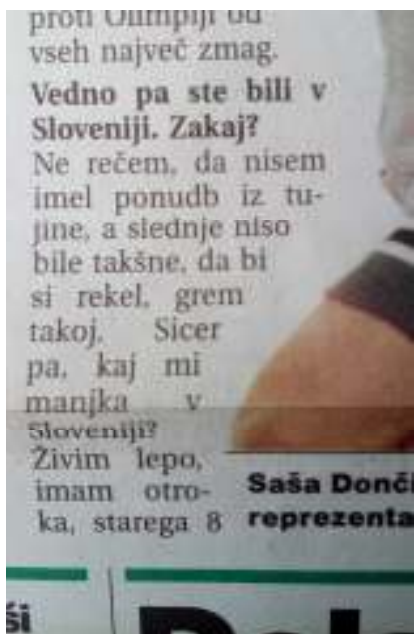 proti Olimpiji od
vseh največ zmag.
Vedno pa ste bili v
Sloveniji. Zakaj?
Ne rečem, da nisem
imel ponudb iz tu-
jine, a slednje niso
bile takšne, da bi
si rekel, grem
takoj. Sicer
pa, kaj mi
manjka v
Sloveniji?
Živim lepo,
imam otro-
ka, starega 8
Saša Donči
reprezenta
ši